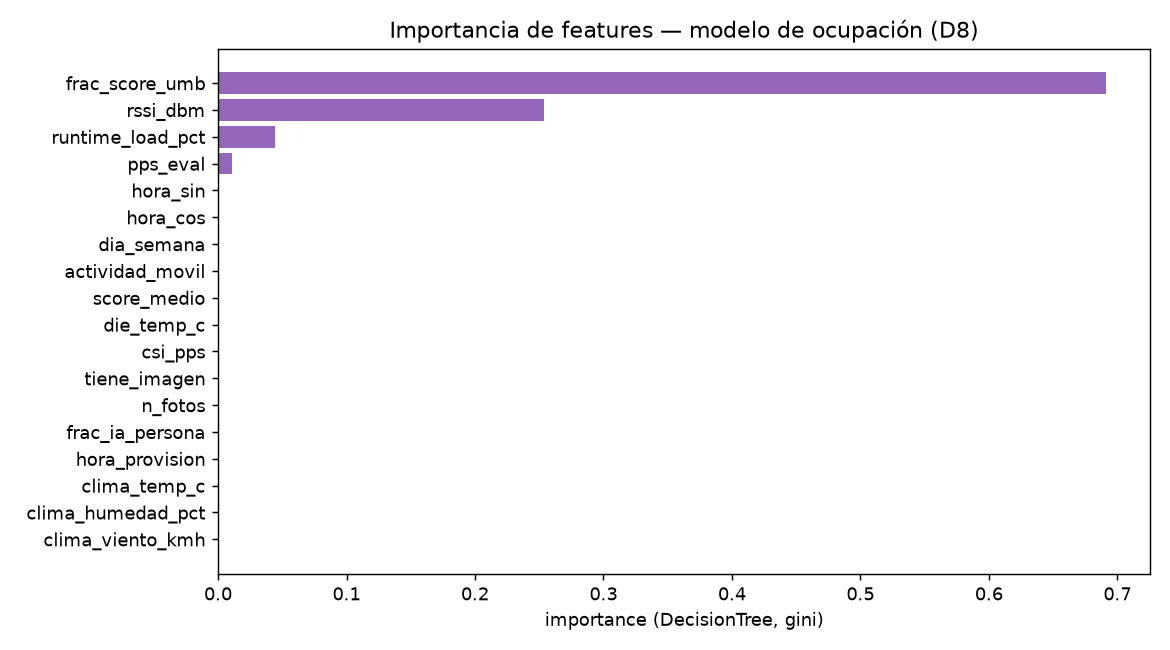 Importancia de features — modelo de ocupación (D8)
frac_score_umb
rssi_dbm
runtime_load_pct
pps_eval
hora_sin
hora_cos
dia_semana
actividad_movil
score_medio
die_temp_c
csi_pps
tiene_imagen
n_fotos
frac_ia_persona
hora_provision
clima_temp_c
clima_humedad_pct
clima_viento_kmh
0.0 0.1 0.2 0.3 0.4 0.5 0.6 0.7
importance (DecisionTree, gini)